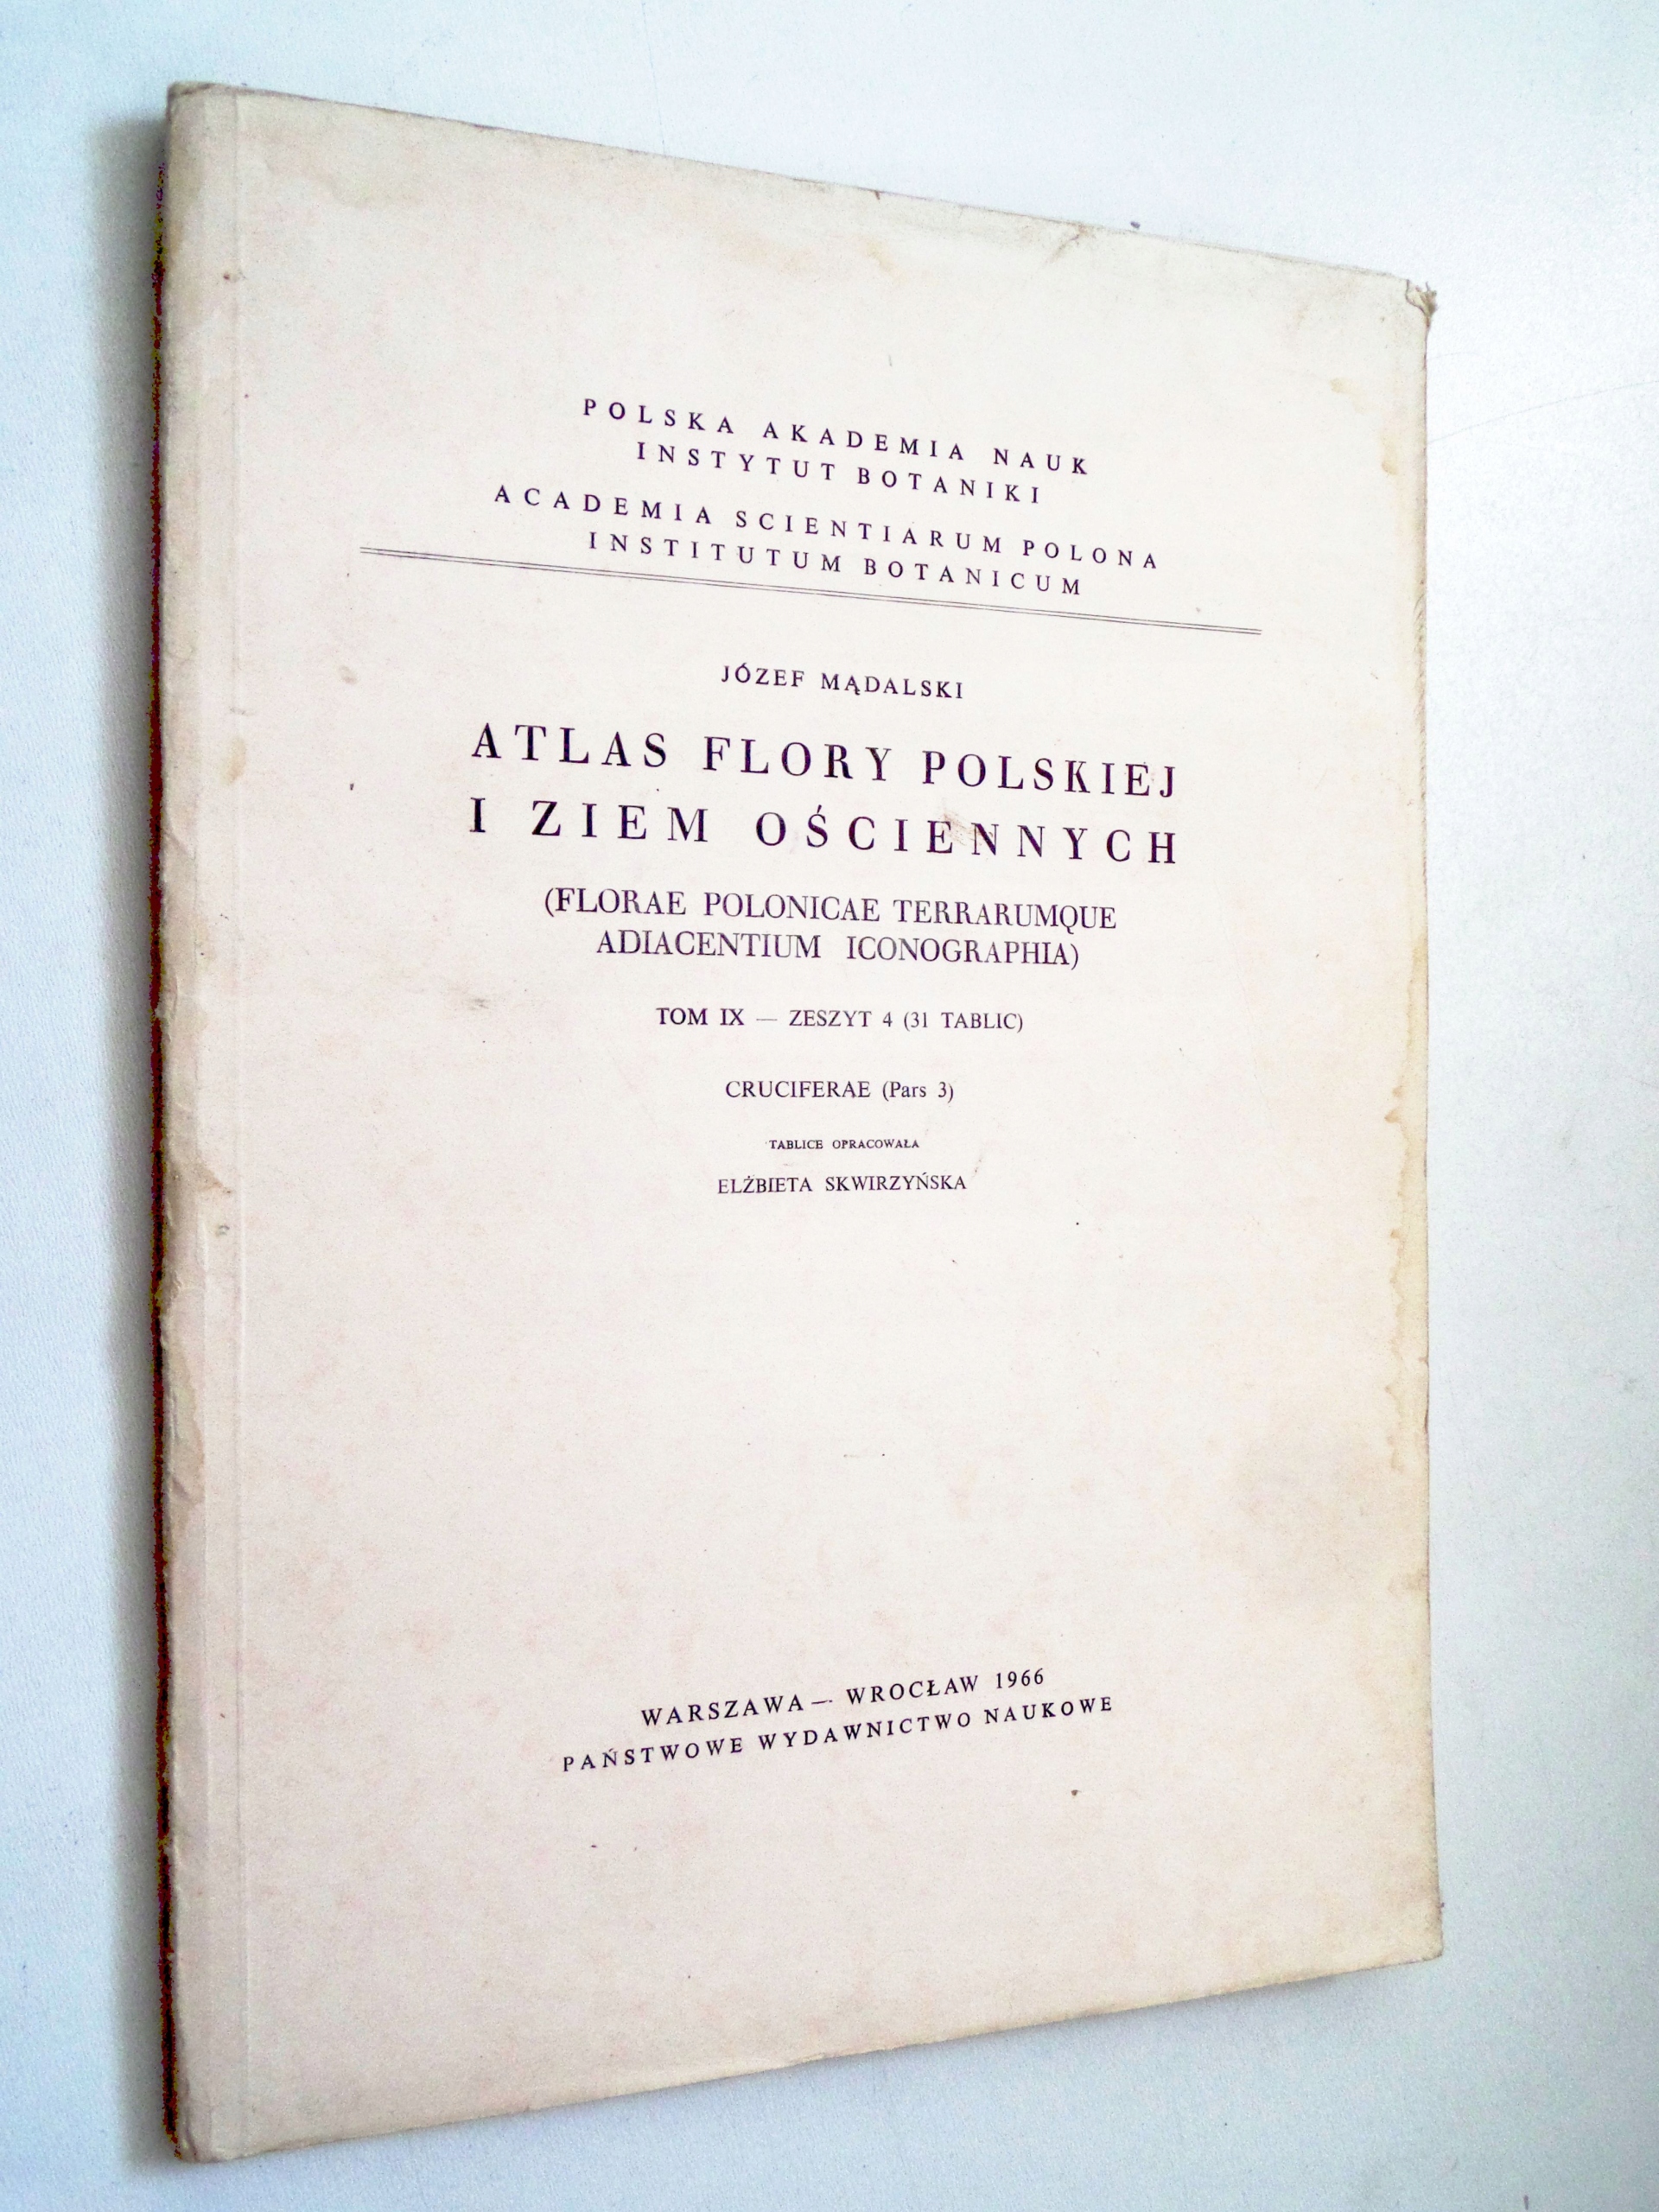 POLSKA AKADEMIA NAUK
INSTYTUT BOTANIKI
ACADEMIA SCIENTIARUM POLONA
INSTITUTUM BOTANICUM
JÓZEF MĄDALSKI
ATLAS FLORY POLSKIEJ
I ZIEM OŚCIENNYCH
(FLORAE POLONICAE TERRARUMQUE
ADIACENTIUM ICONOGRAPHIA)
TOM IX — ZESZYT 4 (31 TABLIC)
CRUCIFERAE (Pars 3)
TABLICE OPRACOWAŁA
ELŻBIETA SKWIRZYŃSKA
WARSZAWA — WROCŁAW 1966
PAŃSTWOWE WYDAWNICTWO NAUKOWE